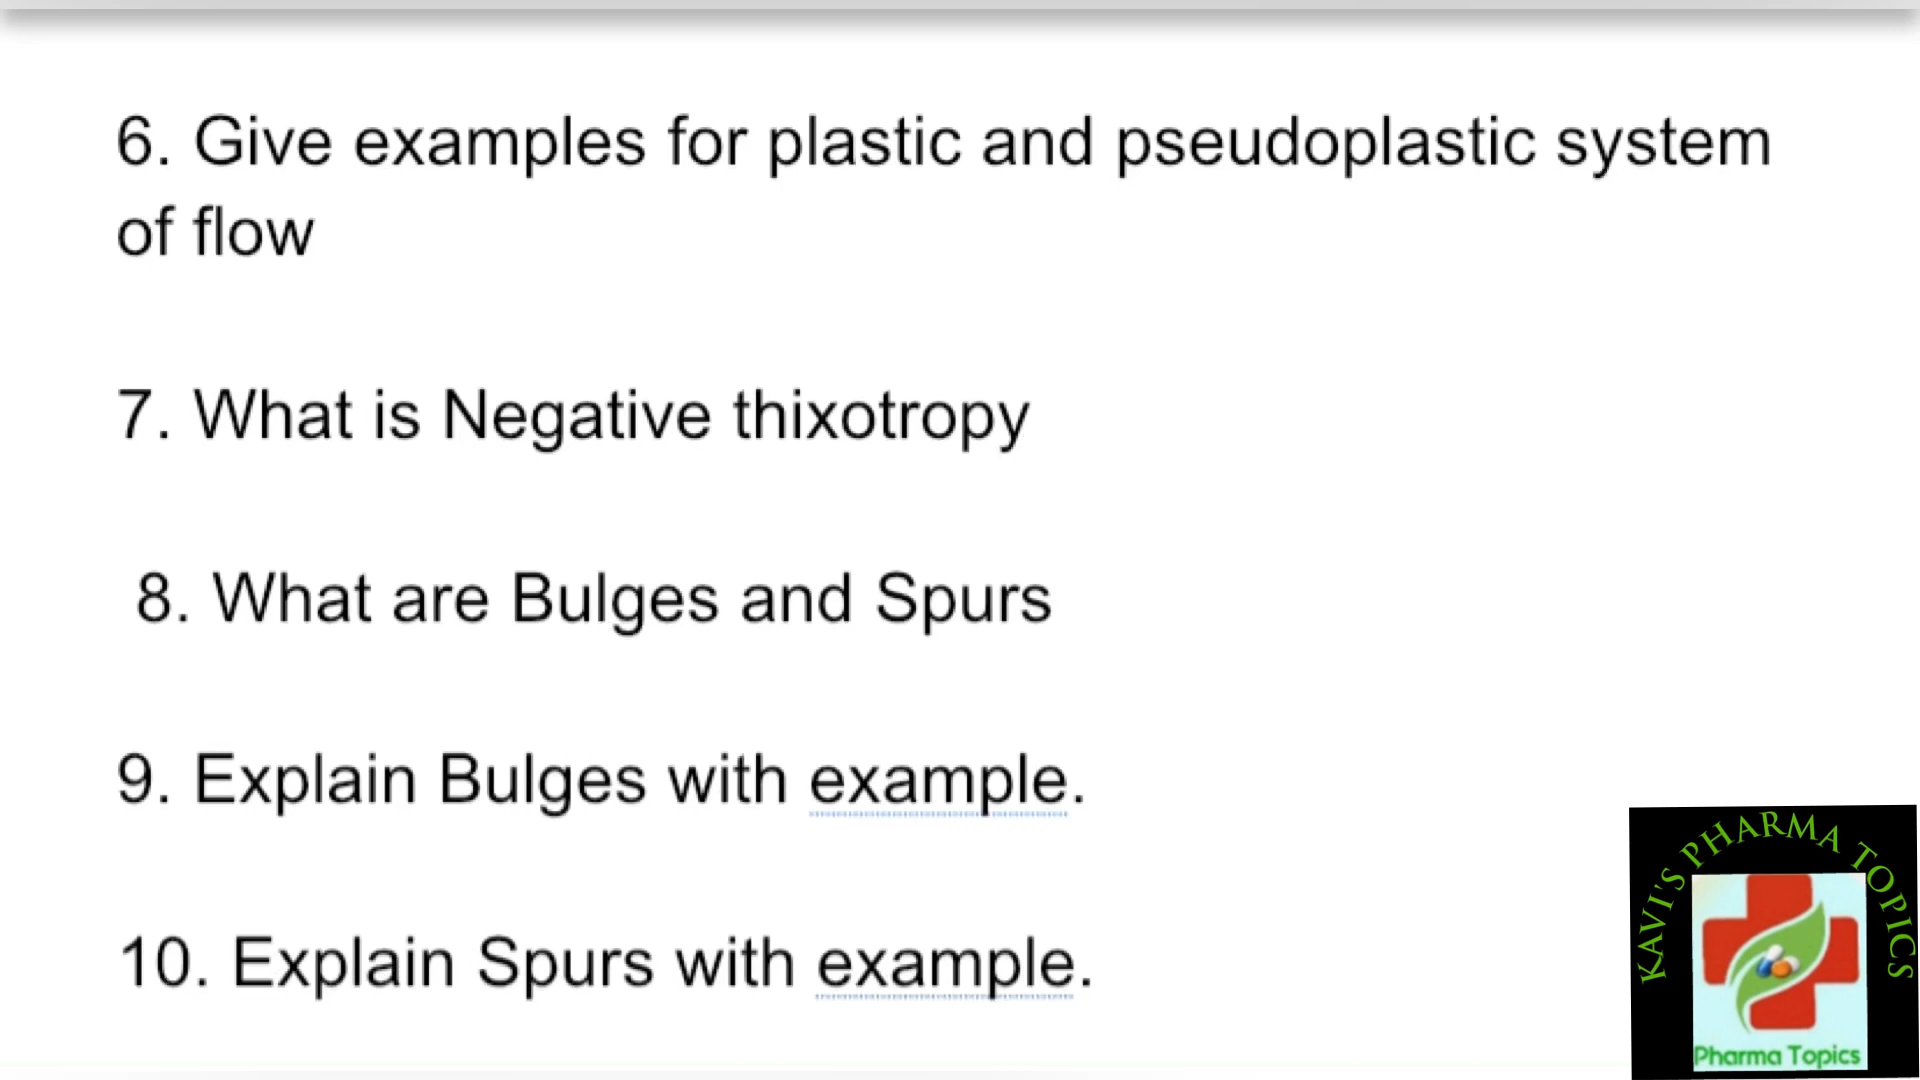 6. Give examples for plastic and pseudoplastic system
of flow
7. What is Negative thixotropy
8. What are Bulges and Spurs
9. Explain Bulges with example.
10. Explain Spurs with example.
KAVI'S PHARMA TOPICS
Pharma Topics